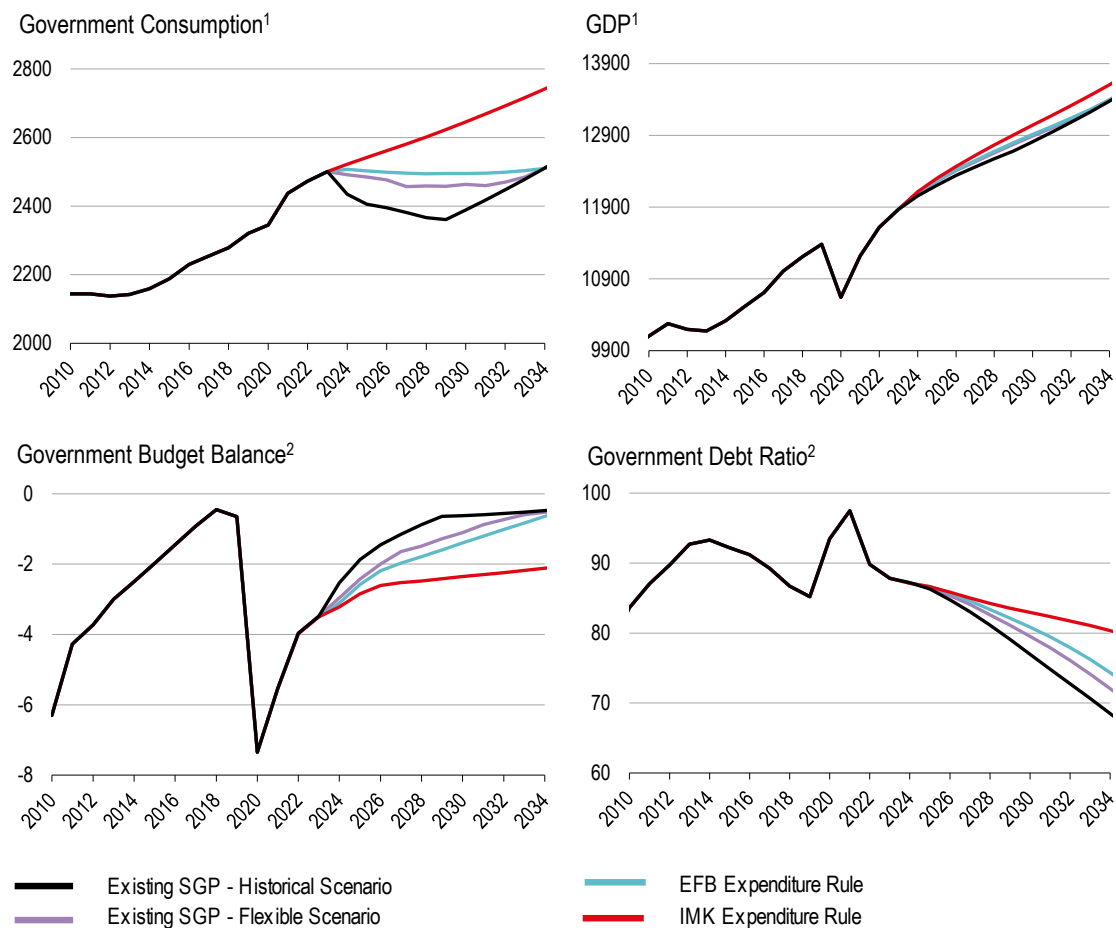 Government Consumption¹
2800
2600
2400
2200
2000
2010 2012 2014 2016 2018 2020 2022 2024 2026 2028 2030 2032 2034
GDP¹
13900
12900
11900
10900
9900
2010 2012 2014 2016 2018 2020 2022 2024 2026 2028 2030 2032 2034
Government Budget Balance²
0
-2
-4
-6
-8
2010 2012 2014 2016 2018 2020 2022 2024 2026 2028 2030 2032 2034
Government Debt Ratio²
100
90
80
70
60
2010 2012 2014 2016 2018 2020 2022 2024 2026 2028 2030 2032 2034
Existing SGP - Historical Scenario
Existing SGP - Flexible Scenario
EFB Expenditure Rule
IMK Expenditure Rule